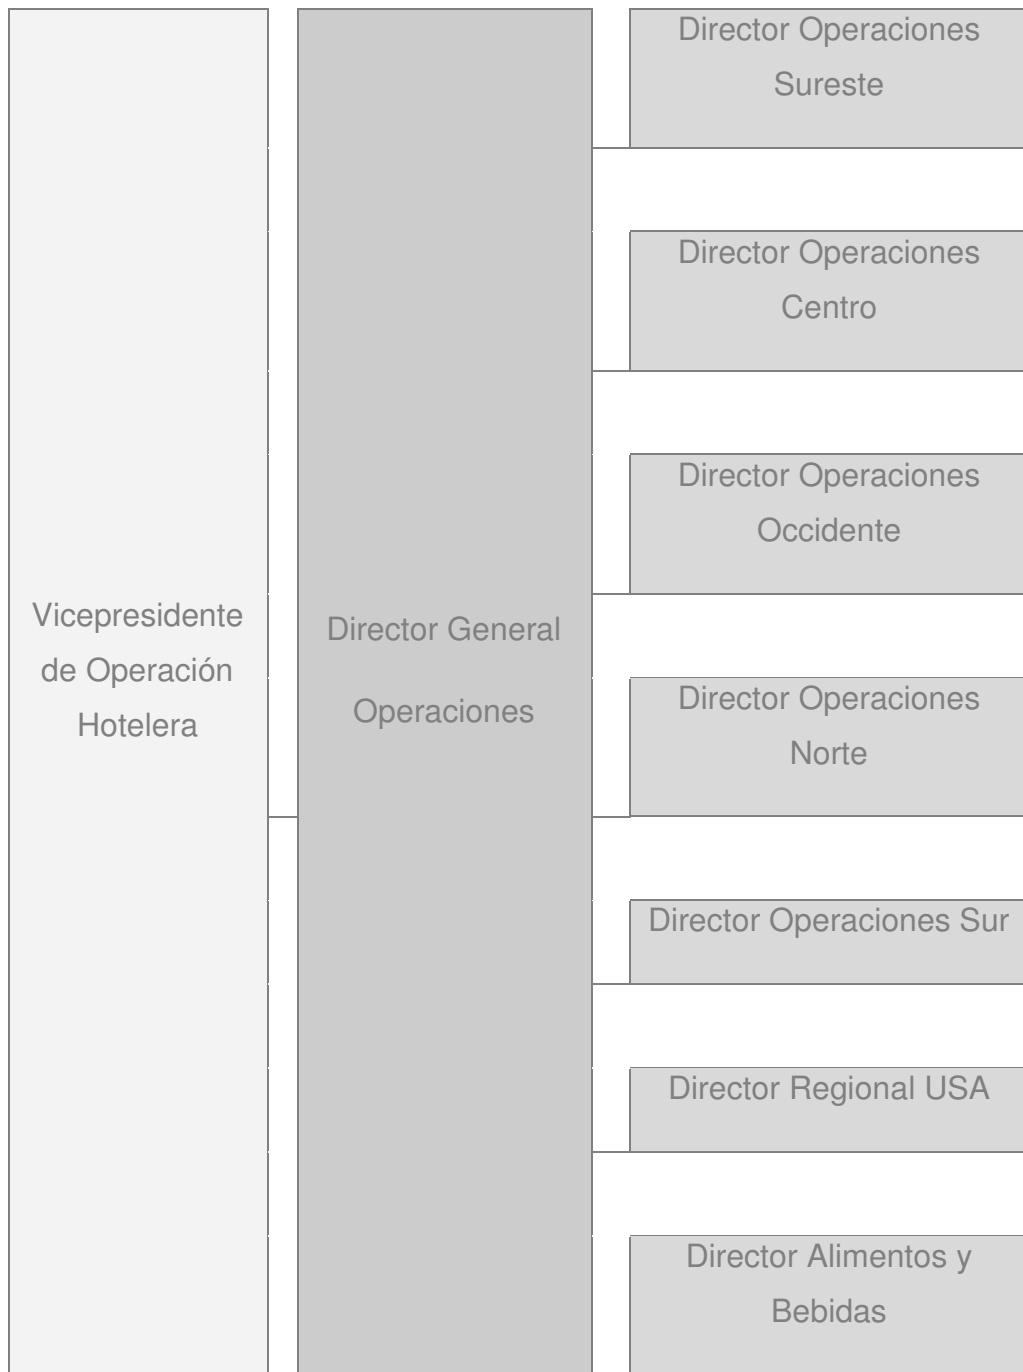 Vicepresidente
de Operación
Hotelera
Director General
Operaciones
Director Operaciones
Sureste
Director Operaciones
Centro
Director Operaciones
Occidente
Director Operaciones
Norte
Director Operaciones Sur
Director Regional USA
Director Alimentos y
Bebidas